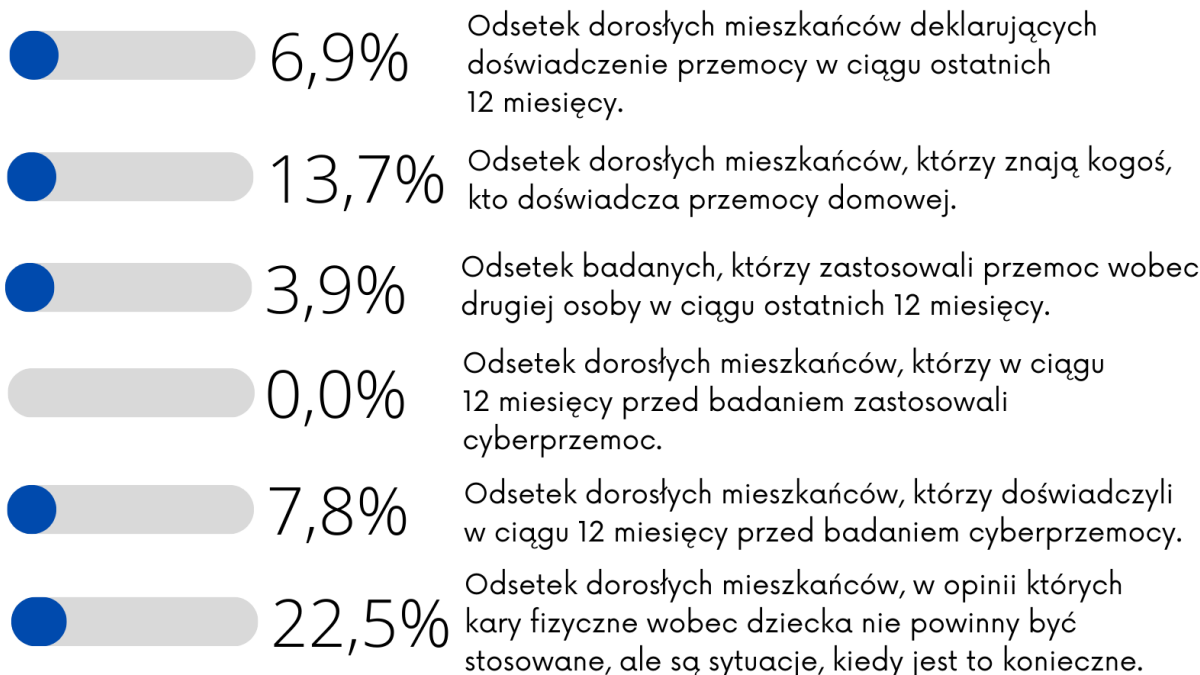 6,9%
Odsetek dorosłych mieszkańców deklarujących
doświadczenie przemocy w ciągu ostatnich
12 miesięcy.
13,7%
Odsetek dorosłych mieszkańców, którzy znają kogoś,
kto doświadcza przemocy domowej.
3,9%
Odsetek badanych, którzy zastosowali przemoc wobec
drugiej osoby w ciągu ostatnich 12 miesięcy.
0,0%
Odsetek dorosłych mieszkańców, którzy w ciągu
12 miesięcy przed badaniem zastosowali
cyberprzemoc.
7,8%
Odsetek dorosłych mieszkańców, którzy doświadczyli
w ciągu 12 miesięcy przed badaniem cyberprzemocy.
22,5%
Odsetek dorosłych mieszkańców, w opinii których
kary fizyczne wobec dziecka nie powinny być
stosowane, ale są sytuacje, kiedy jest to konieczne.